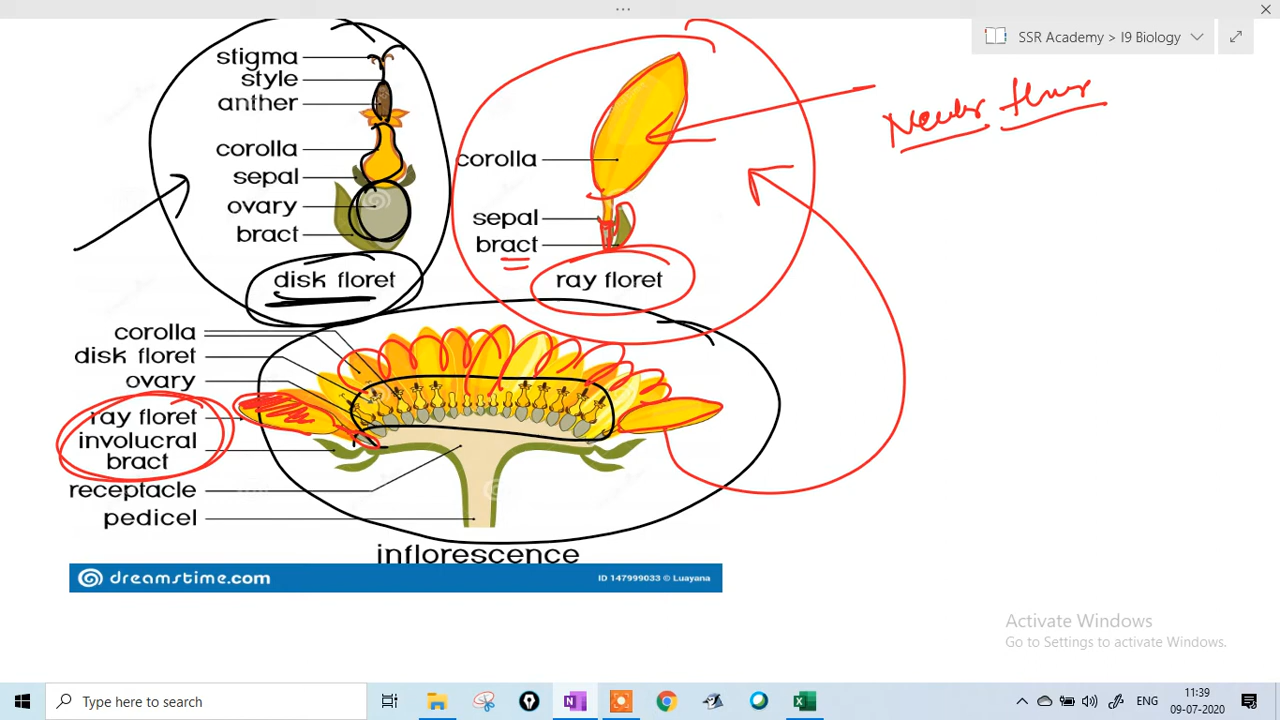 SSR Academy > I9 Biology
stigma
style
anther
corolla
sepal
ovary
bract
disk floret
corolla
sepal
bract
ray floret
corolla
disk floret
ovary
ray floret
involucral
bract
receptacle
pedicel
inflorescence
dreamstime.com
ID 147999033 © Luayana
Activate Windows
Go to Settings to activate Windows.
Type here to search
ENG
11:39
09-07-2020